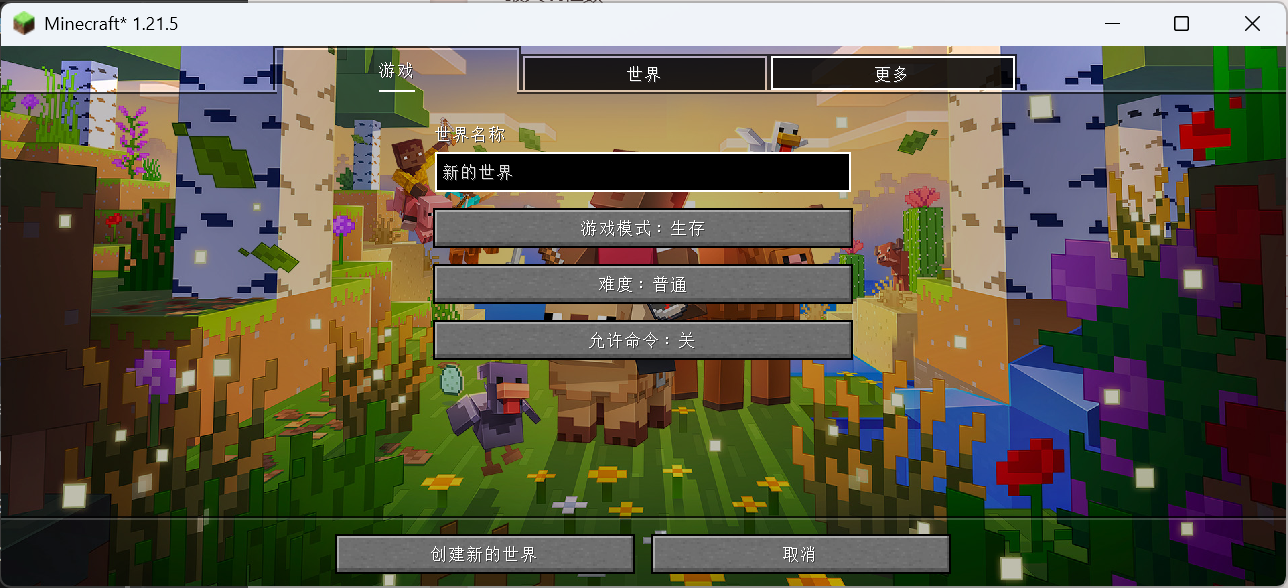 Minecraft* 1.21.5
游戏
世界
更多
世界名称
新的世界
游戏模式：生存
难度：普通
允许命令：关
创建新的世界
取消